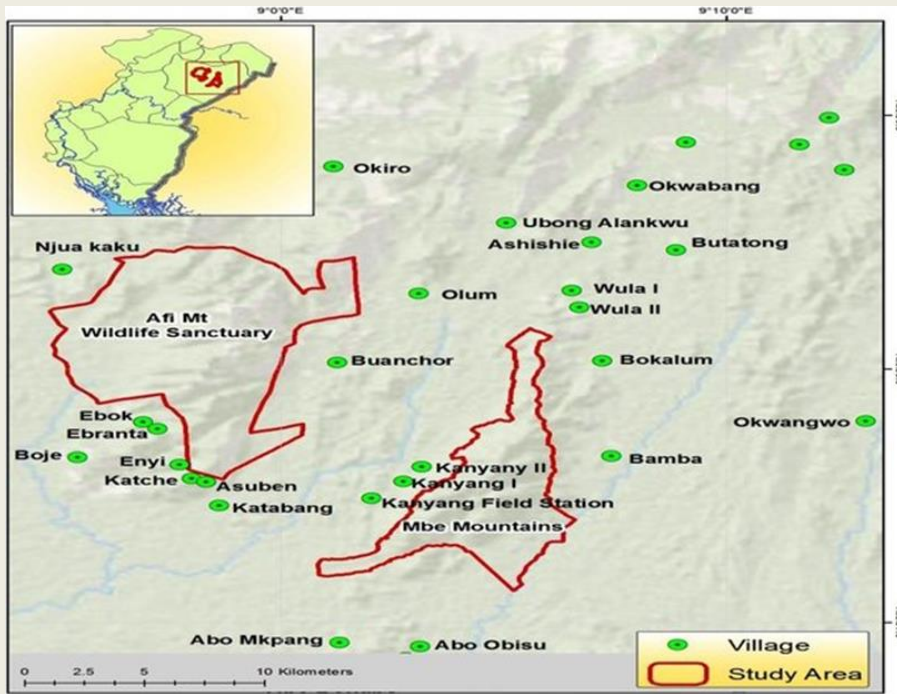 9°0'0"E
9°10'0"E
Okiro
Okwabang
Ubong Alankwu
Ashishie
Butatong
Njua kaku
Wula I
Olum
Wula II
Afi Mt
Wildlife Sanctuary
Buanchor
Bokalum
Ebok
Ebranta
Okwangwo
Boje
Enyi
Bamba
Kanyany II
Katche
Kanyang I
Asuben
Kanyang Field Station
Katabang
Mbe Mountains
Abo Mkpang
Abo Obisu
Village
Study Area
0 2.5 5 10 Kilometers